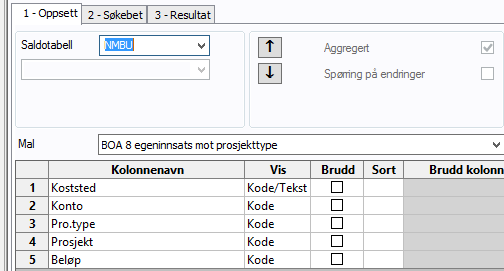 1 - Oppsett 2 - Søkebet 3 - Resultat
Saldotabell NMBU Aggregert
Spørring på endringer
Mal BOA 8 egeninnsats mot prosjekttype
Kolonnenavn Vis Brudd Sort Brudd kolonn
1 Koststed Kode/Tekst
2 Konto Kode
3 Pro.type Kode
4 Prosjekt Kode
5 Beløp Kode